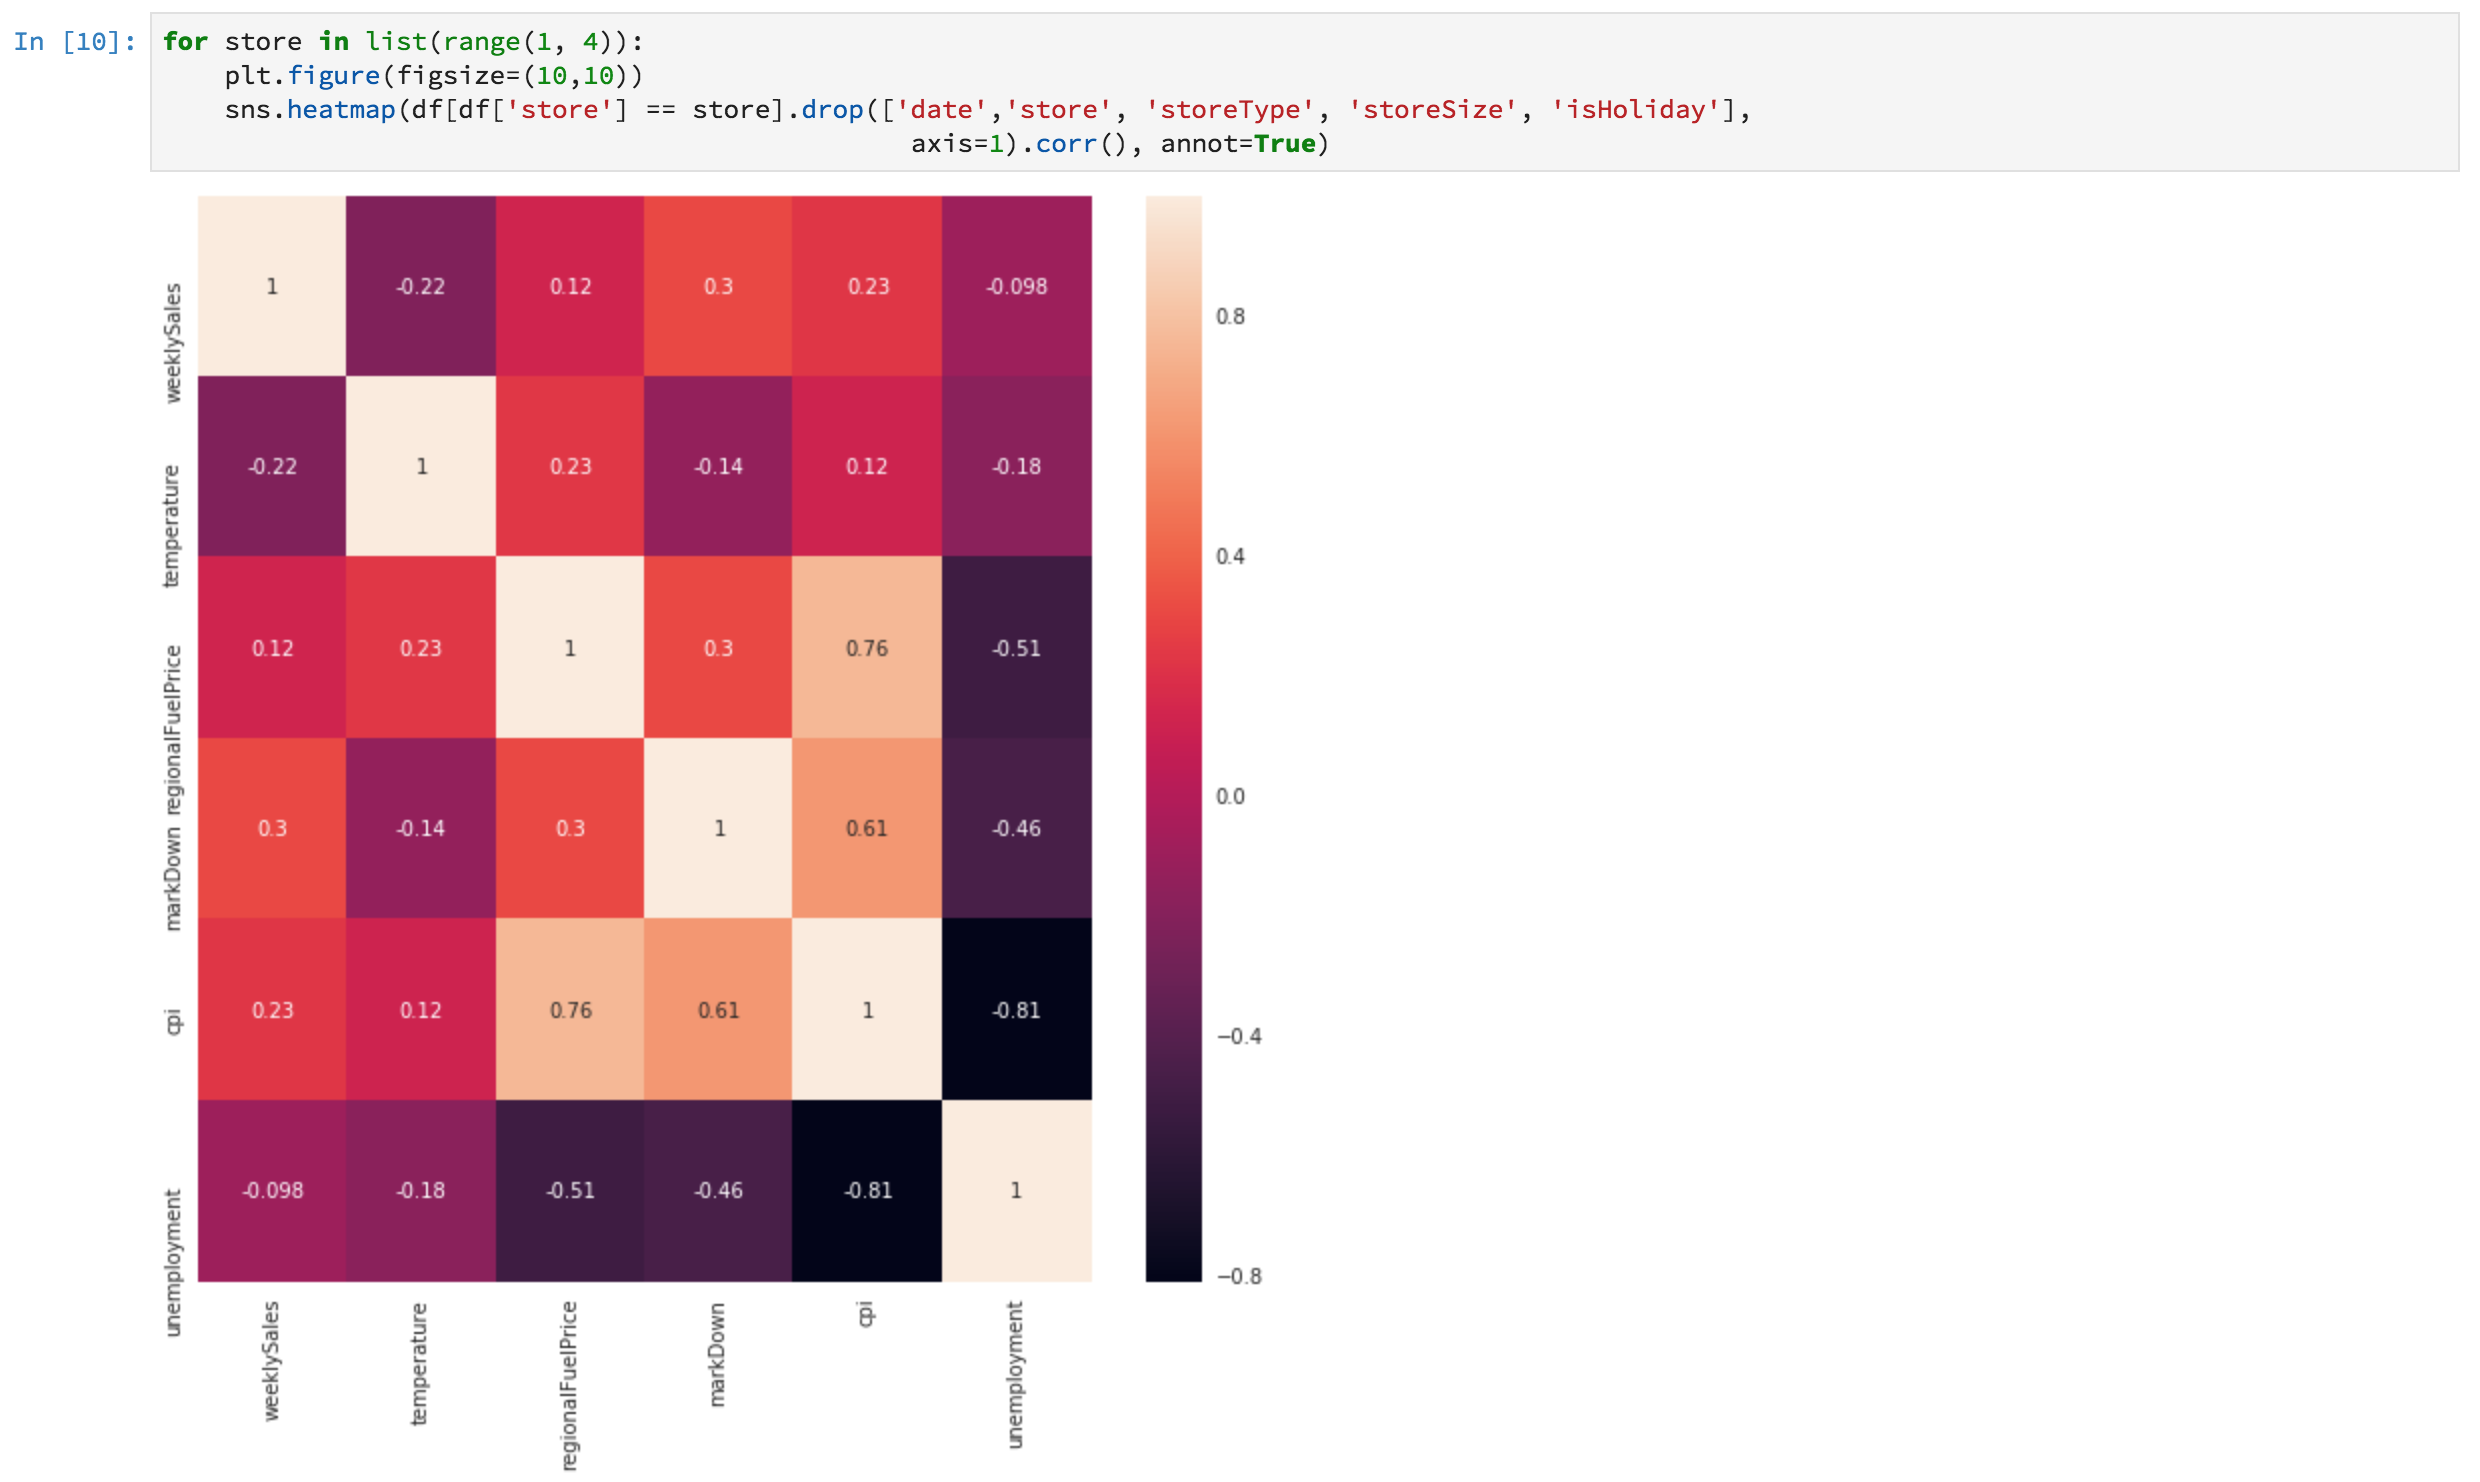 In [10]: for store in list(range(1, 4)):
    plt.figure(figsize=(10,10))
    sns.heatmap(df[df['store'] == store].drop(['date','store', 'storeType', 'storeSize', 'isHoliday'],
                                            axis=1).corr(), annot=True)
weeklySales
1 -0.22 0.12 0.3 0.23 -0.098
temperature
-0.22 1 0.23 -0.14 0.12 -0.18
regionalFuelPrice
0.12 0.23 1 0.3 0.76 -0.51
markDown
0.3 -0.14 0.3 1 0.61 -0.46
cpi
0.23 0.12 0.76 0.61 1 -0.81
unemployment
-0.098 -0.18 -0.51 -0.46 -0.81 1
weeklySales
temperature
regionalFuelPrice
markDown
cpi
unemployment
0.8
0.4
0.0
−0.4
−0.8